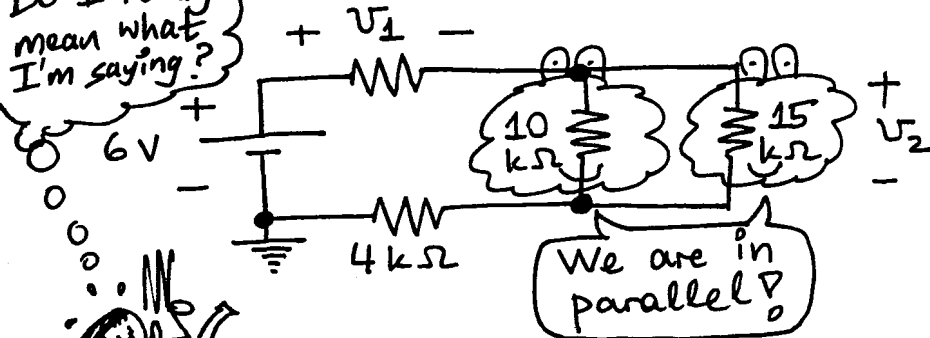 mean what
I'm saying?
+ v1 −
+
6V
−
10
kΩ
15
kΩ
+
v2
−
4kΩ
We are in
parallel!